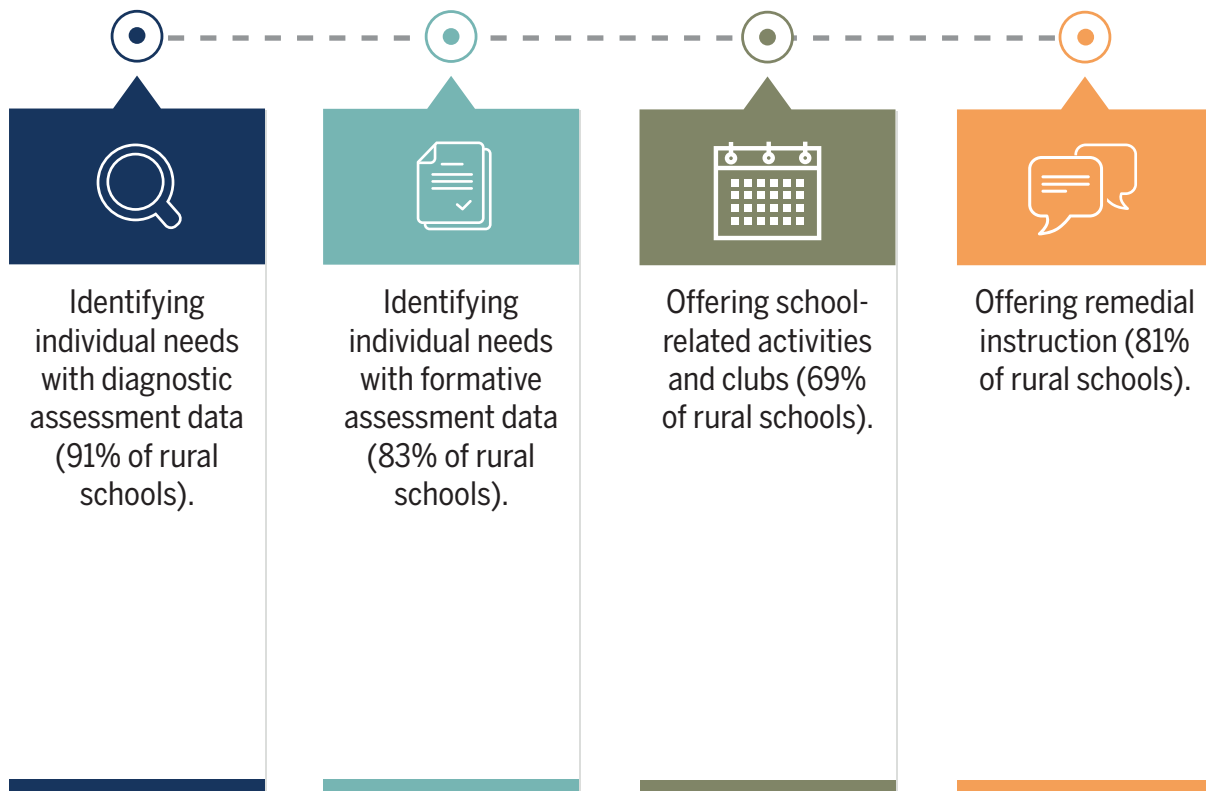 Identifying
individual needs
with diagnostic
assessment data
(91% of rural
schools).
Identifying
individual needs
with formative
assessment data
(83% of rural
schools).
Offering school-
related activities
and clubs (69%
of rural schools).
Offering remedial
instruction (81%
of rural schools).